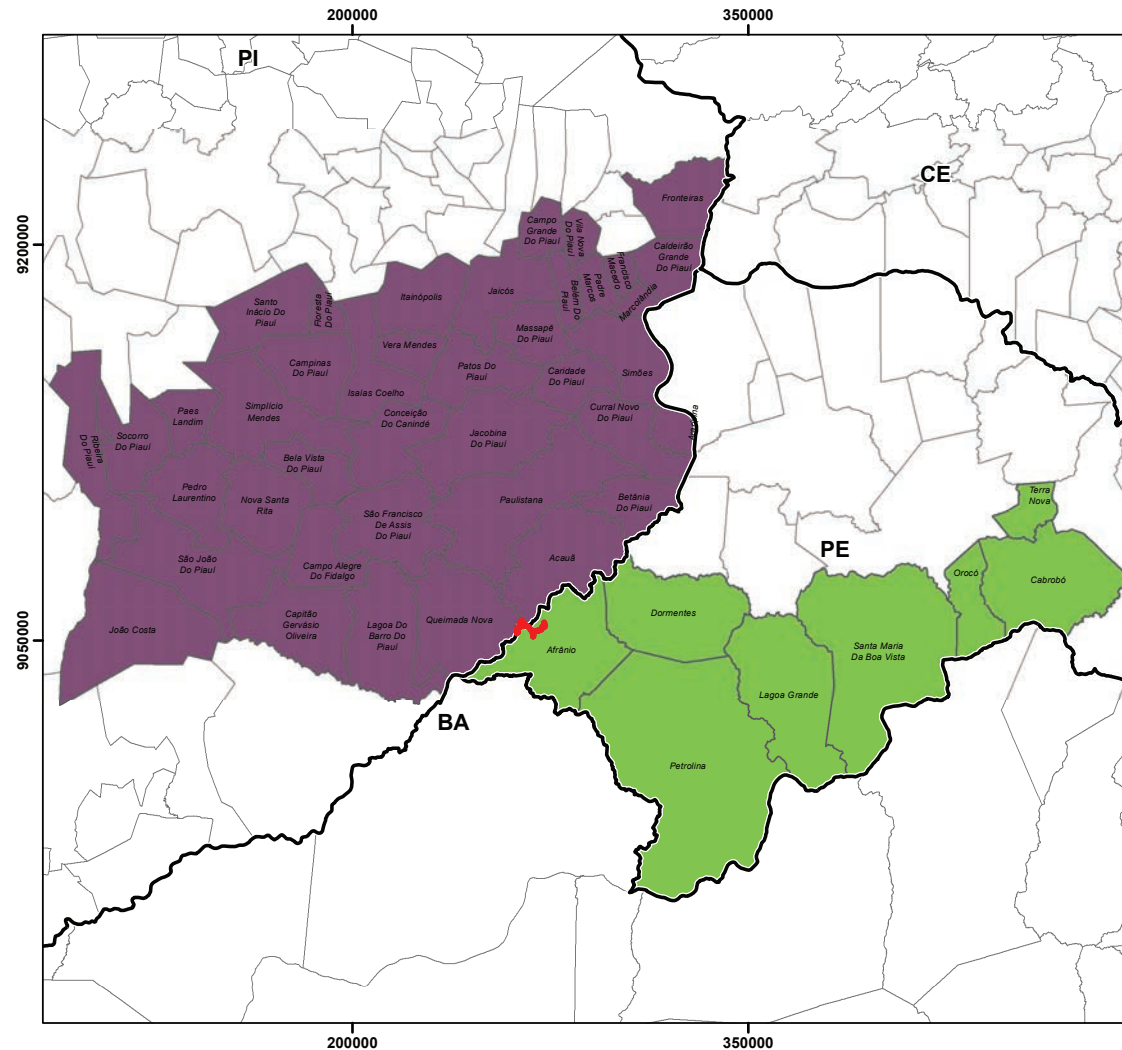 200000
350000
PI
CE
9200000
Fronteiras
Campo
Grande
Do Piauí
Vila Nova
Do Piauí
Caldeirão
Grande
Do Piauí
Francisco
Macedo
Padre
Marcos
Belém Do
Piauí
Marcolândia
Itainópolis
Jaicós
Santo
Inácio Do
Piauí
Floresta
Do Piauí
Massapê
Do Piauí
Vera Mendes
Campinas
Do Piauí
Patos Do
Piauí
Caridade
Do Piauí
Simões
Isaías Coelho
Simplício
Mendes
Paes
Landim
Conceição
Do Canindé
Curral Novo
Do Piauí
Jacobina
Do Piauí
Socorro
Do Piauí
Ribeira
Do Piauí
Bela Vista
Do Piauí
Pedro
Laurentino
Nova Santa
Rita
Paulistana
Betânia
Do Piauí
São Francisco
De Assis
Do Piauí
Terra
Nova
PE
São João
Do Piauí
Campo Alegre
Do Fidalgo
Acauã
Orocó
Cabrobó
João Costa
Capitão
Gervásio
Oliveira
Lagoa Do
Barro Do
Piauí
Queimada Nova
Dormentes
9050000
Afrânio
Santa Maria
Da Boa Vista
Lagoa Grande
BA
Petrolina
200000
350000